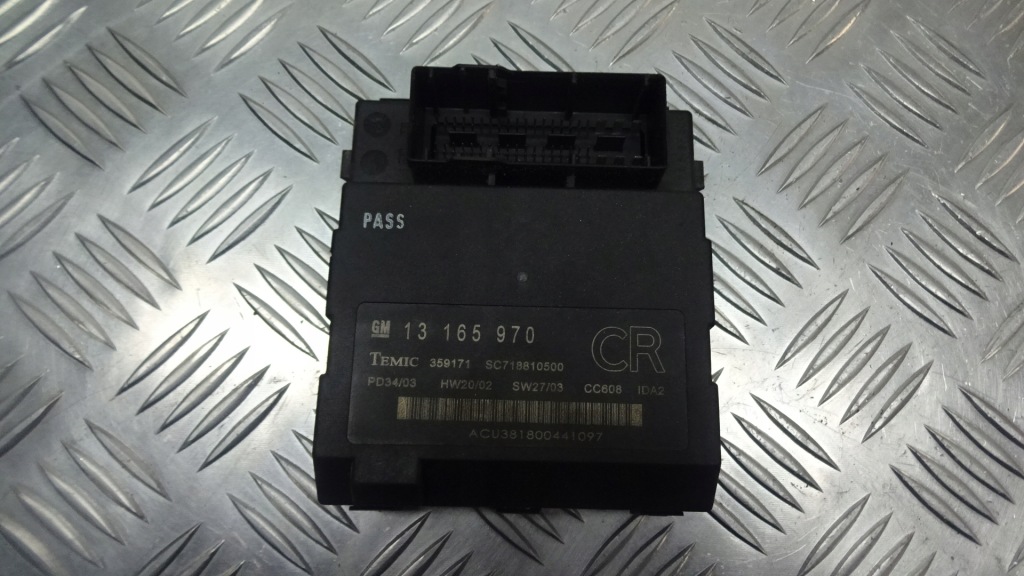 PASS
GM 13 165 970
CR
TEMIC 359171 SC718810500
PD34/03 HW20/02 SW27/03 CC608 IDA2
ACU381800441097